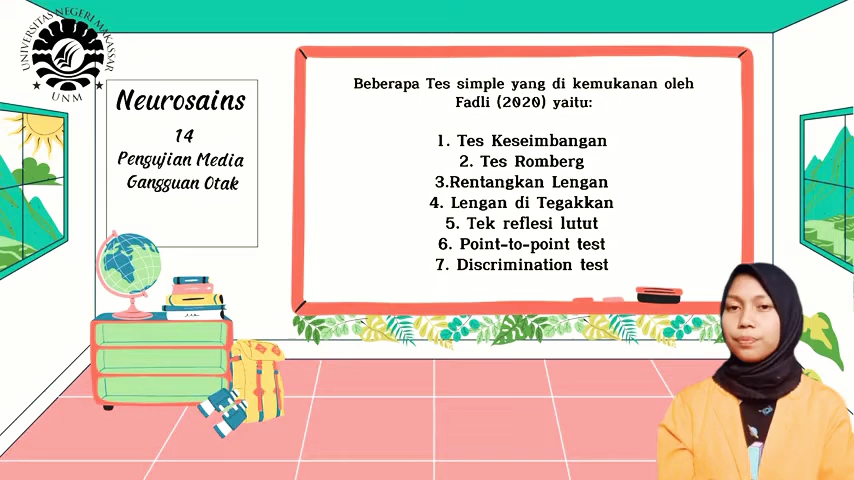 UNIVERSITAS NEGERI MAKASSAR
UNM
Neurosains
14
Pengujian Media
Gangguan Otak
Beberapa Tes simple yang di kemukanan oleh
Fadli (2020) yaitu:
1. Tes Keseimbangan
2. Tes Romberg
3.Rentangkan Lengan
4. Lengan di Tegakkan
5. Tek reflesi lutut
6. Point-to-point test
7. Discrimination test